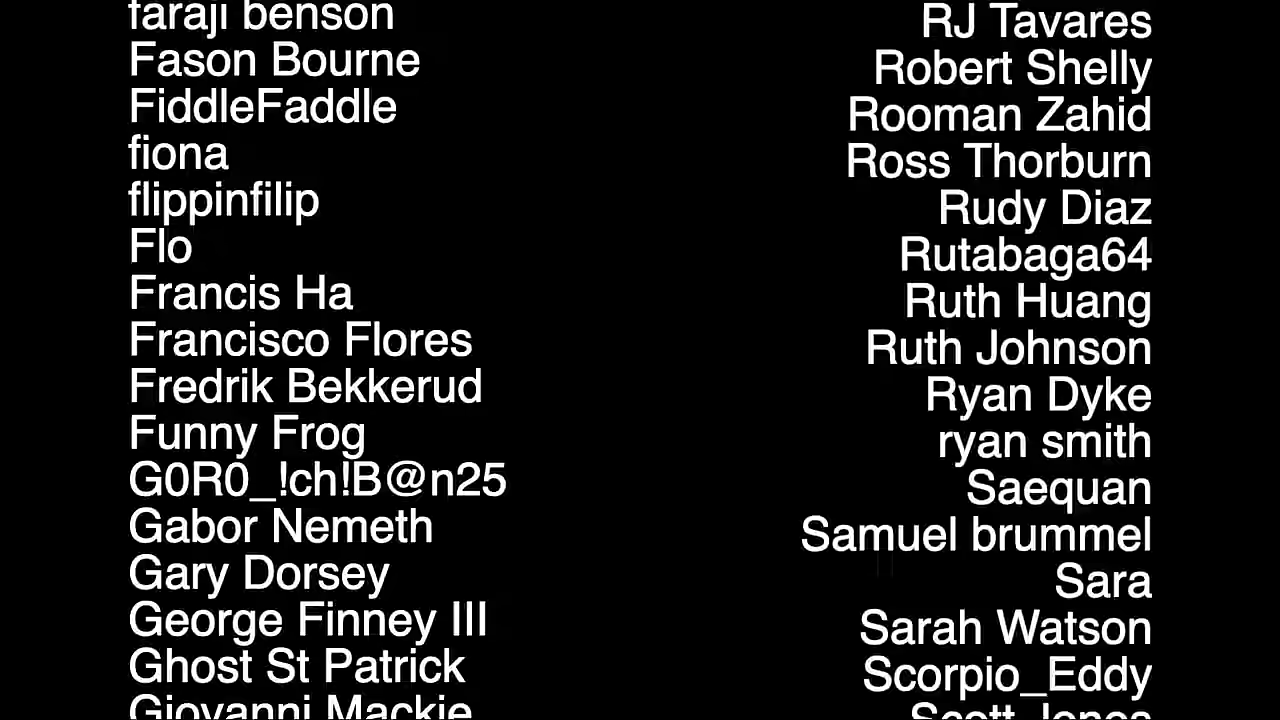 faraji benson
Fason Bourne
FiddleFaddle
fiona
flippinfilip
Flo
Francis Ha
Francisco Flores
Fredrik Bekkerud
Funny Frog
G0R0_!ch!B@n25
Gabor Nemeth
Gary Dorsey
George Finney III
Ghost St Patrick
Giovanni Mackie
RJ Tavares
Robert Shelly
Rooman Zahid
Ross Thorburn
Rudy Diaz
Rutabaga64
Ruth Huang
Ruth Johnson
Ryan Dyke
ryan smith
Saequan
Samuel brummel
Sara
Sarah Watson
Scorpio_Eddy
Scott Jones